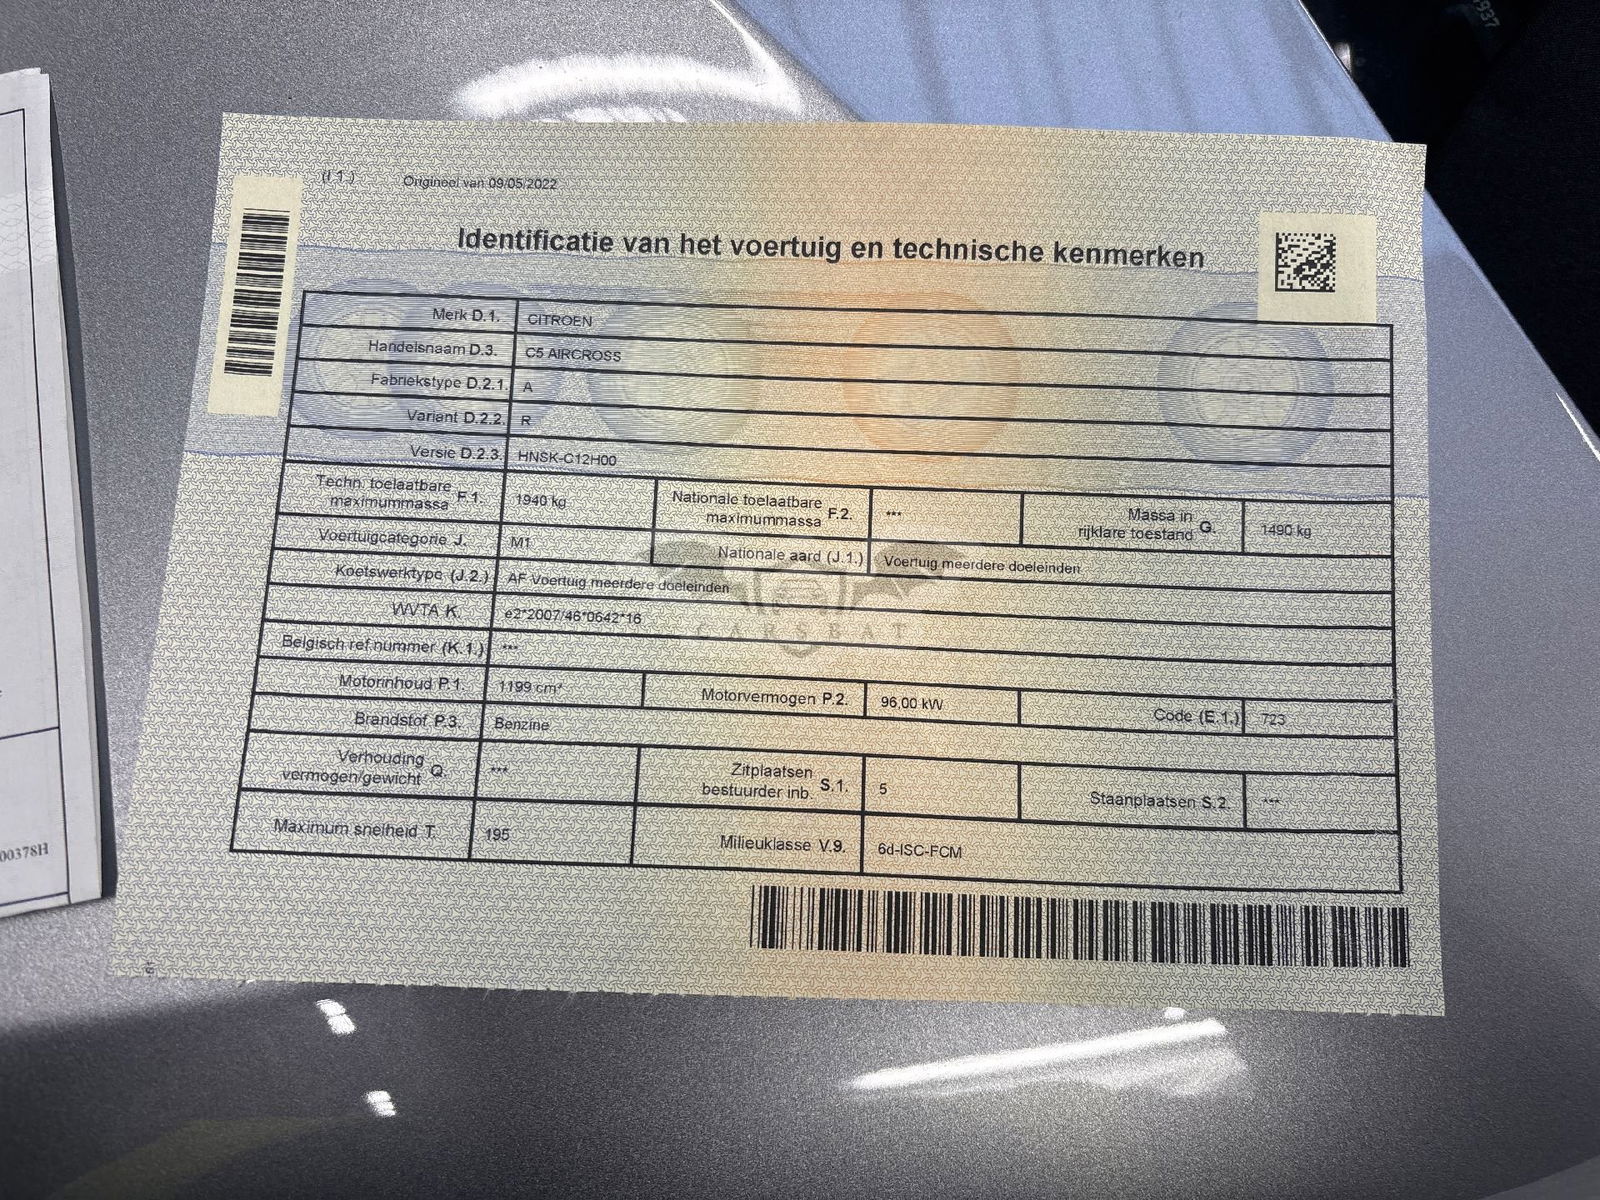 (I.1.) Origineel van 09/05/2022
Identificatie van het voertuig en technische kenmerken
Merk D.1. CITROEN
Handelsnaam D.3. C5 AIRCROSS
Fabriekstype D.2.1. A
Variant D.2.2. R
Versie D.2.3. HNSK-C12H00
Techn. toelaatbare maximummassa F.1. 1940 kg Nationale toelaatbare maximummassa F.2. *** Massa in rijklare toestand G. 1490 kg
Voertuigcategorie J. M1 Nationale aard (J.1.) Voertuig meerdere doeleinden
Koetswerktype (J.2.) AF Voertuig meerdere doeleinden
WVTA K. e2*2007/46*0642*16
CARSEAT
Belgisch ref.nummer (K.1.) ***
Motorinhoud P.1. 1199 cm³ Motorvermogen P.2. 96,00 kW Code (E.1.) 723
Brandstof P.3. Benzine
Verhouding vermogen/gewicht Q. *** Zitplaatsen bestuurder inb. S.1. 5 Staanplaatsen S.2. ***
Maximum snelheid T. 195 Milieuklasse V.9. 6d-ISC-FCM
00378H